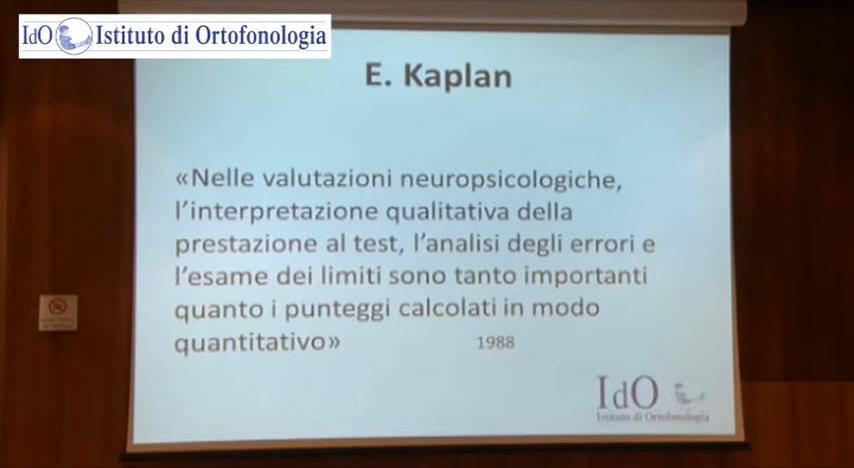 IdO Istituto di Ortofonologia
E. Kaplan
«Nelle valutazioni neuropsicologiche,
l'interpretazione qualitativa della
prestazione al test, l'analisi degli errori e
l'esame dei limiti sono tanto importanti
quanto i punteggi calcolati in modo
quantitativo» 1988
IdO
Istituto di Ortofonologia